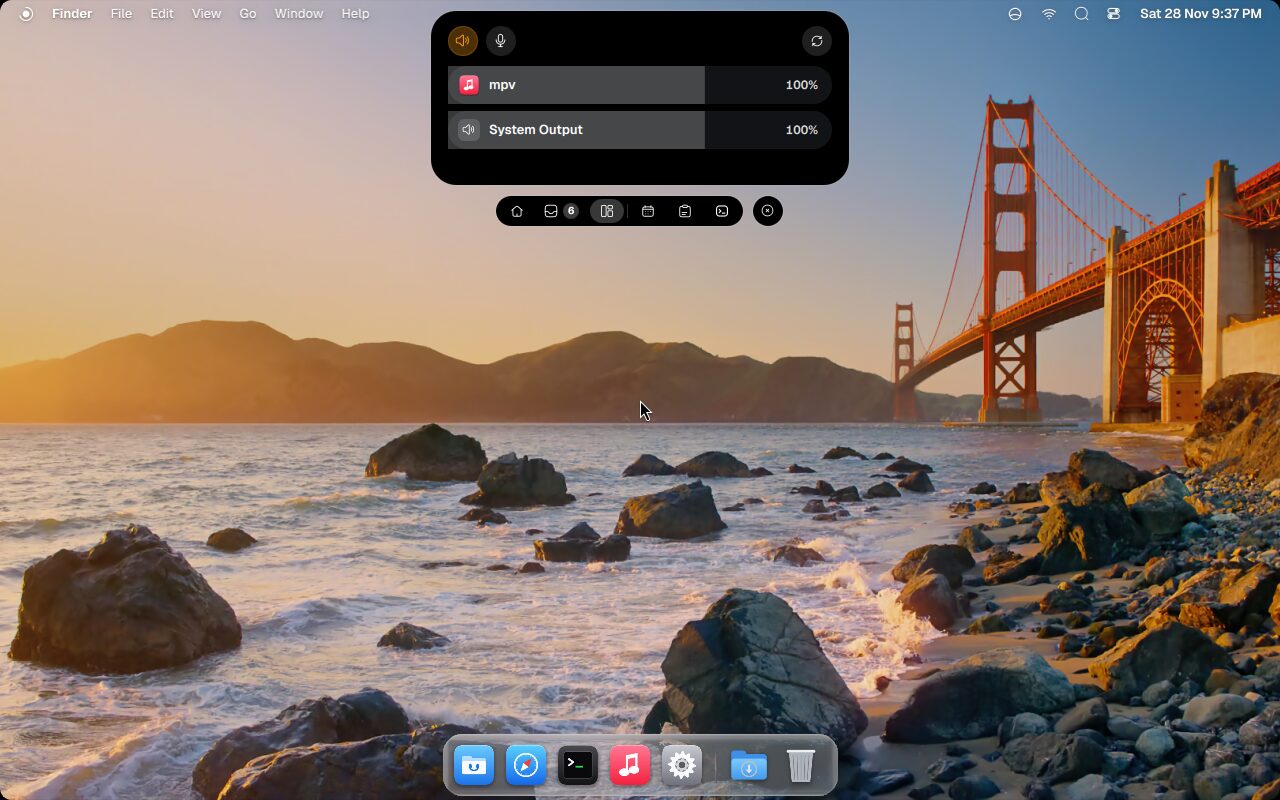 Finder File Edit View Go Window Help
Sat 28 Nov 9:37 PM
mpv 100%
System Output 100%
6